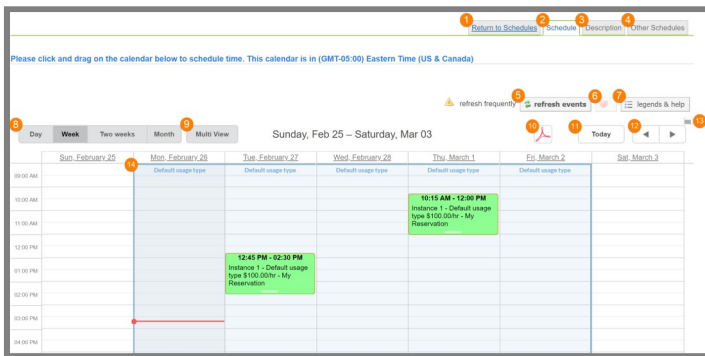 1 2 3 4
Return to Schedules Schedule Description Other Schedules
Please click and drag on the calendar below to schedule time. This calendar is in (GMT-05:00) Eastern Time (US & Canada)
5 6 7
refresh frequently refresh events legends & help
8 9 10 11 12 13
Day Week Two weeks Month Multi View Sunday, Feb 25 – Saturday, Mar 03 Today
Sun, February 25 Mon, February 26 Tue, February 27 Wed, February 28 Thu, March 1 Fri, March 2 Sat, March 3
14
Default usage type Default usage type Default usage type Default usage type Default usage type
09:00 AM
10:00 AM
10:15 AM - 12:00 PM
Instance 1 - Default usage
type $100.00/hr - My
Reservation
11:00 AM
12:00 PM
12:45 PM - 02:30 PM
Instance 1 - Default usage
type $100.00/hr - My
Reservation
01:00 PM
02:00 PM
03:00 PM
04:00 PM